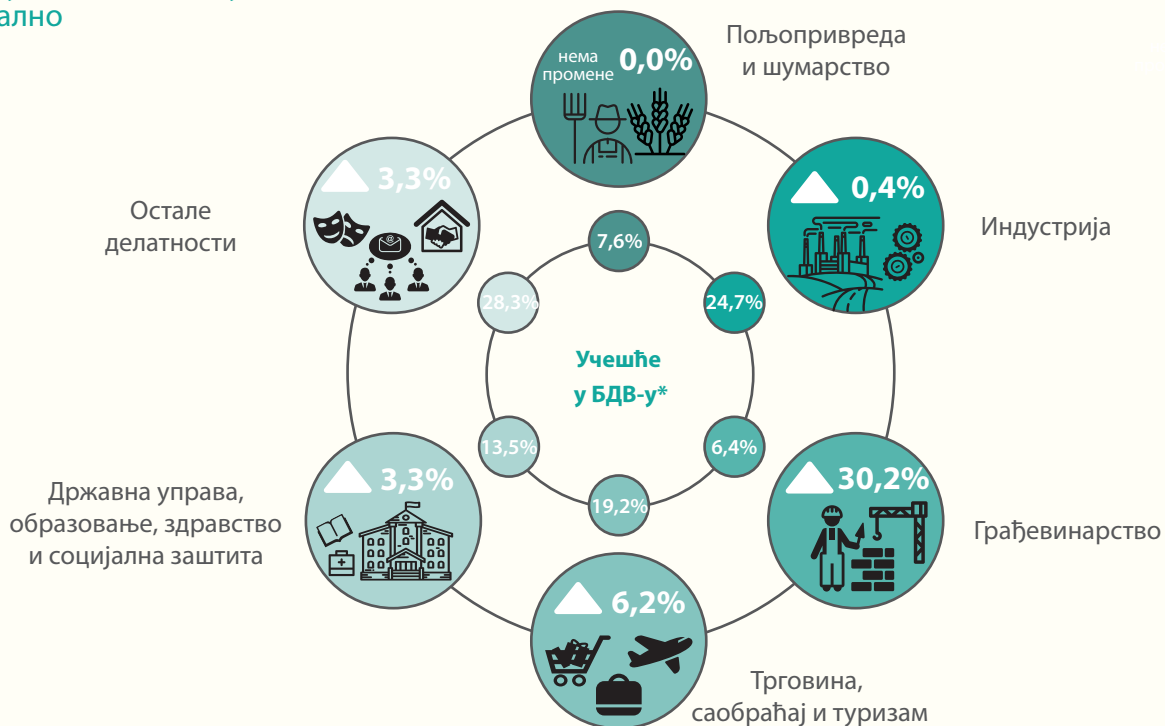 ално
нема
промене
0,0%
Пољопривреда
и шумарство
3,3%
Остале
делатности
0,4%
Индустрија
7,6%
28,3%
24,7%
Учешће
у БДВ-у*
13,5%
6,4%
19,2%
3,3%
Државна управа,
образовање, здравство
и социјална заштита
30,2%
Грађевинарство
6,2%
Трговина,
саобраћај и туризам